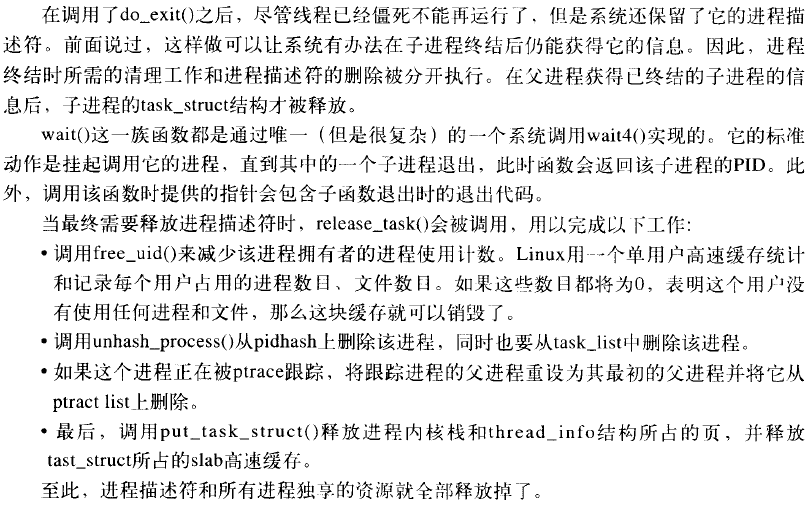 在调用了do_exit()之后，尽管线程已经僵死不能再运行了，但是系统还保留了它的进程描
述符。前面说过，这样做可以让系统有办法在子进程终结后仍能获得它的信息。因此，进程
终结时所需的清理工作和进程描述符的删除被分开执行。在父进程获得已终结的子进程的信
息后，子进程的task_struct结构才被释放。
wait()这一族函数都是通过唯一（但是很复杂）的一个系统调用wait4()实现的。它的标准
动作是挂起调用它的进程，直到其中的一个子进程退出，此时函数会返回该子进程的PID。此
外，调用该函数时提供的指针会包含子函数退出时的退出代码。
当最终需要释放进程描述符时，release_task()会被调用，用以完成以下工作：
• 调用free_uid()来减少该进程拥有者的进程使用计数。Linux用一个单用户高速缓存统计
和记录每个用户占用的进程数目、文件数目。如果这些数目都将为0，表明这个用户没
有使用任何进程和文件，那么这块缓存就可以销毁了。
• 调用unhash_process()从pidhash上删除该进程，同时也要从task_list中删除该进程。
• 如果这个进程正在被ptrace跟踪，将跟踪进程的父进程重设为其最初的父进程并将它从
ptract list上删除。
• 最后，调用put_task_struct()释放进程内核栈和thread_info结构所占的页，并释放
tast_struct所占的slab高速缓存。
至此，进程描述符和所有进程独享的资源就全部释放掉了。